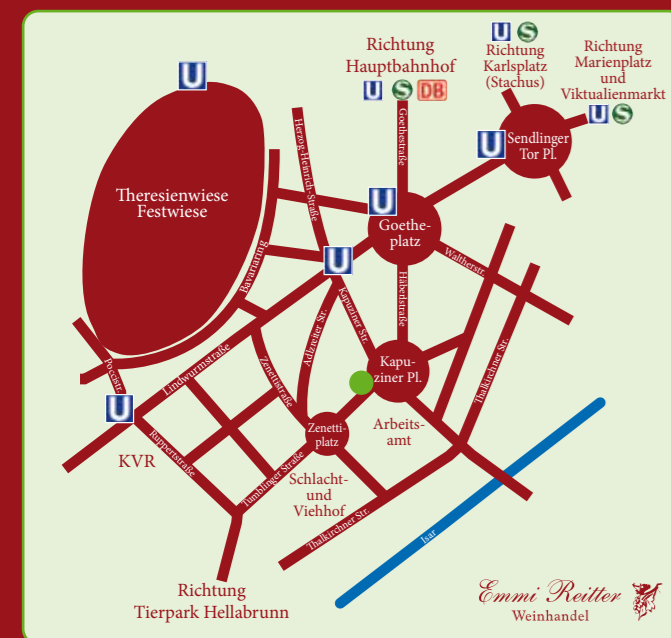 Richtung
Hauptbahnhof
U S DB
U S
Richtung
Karlsplatz
(Stachus)
Richtung
Marienplatz
und
Viktualienmarkt
U S
U
Sendlinger
Tor Pl.
U
Theresienwiese
Festwiese
Herzog-Heinrich-Straße
Goethestraße
U
Goethe-
platz
U
Bavariaring
Waltherstr.
Häberlstraße
Kapuziner Str.
Adlzreiter Str.
Zenettistraße
Lindwurmstraße
Poccistr.
U
Kapu-
ziner Pl.
Thalkirchner Str.
Arbeits-
amt
Zenetti-
platz
KVR
Ruppertstraße
Tumblinger Straße
Schlacht-
und
Viehhof
Thalkirchner Str.
Isar
Richtung
Tierpark Hellabrunn
Emmi Reitter
Weinhandel